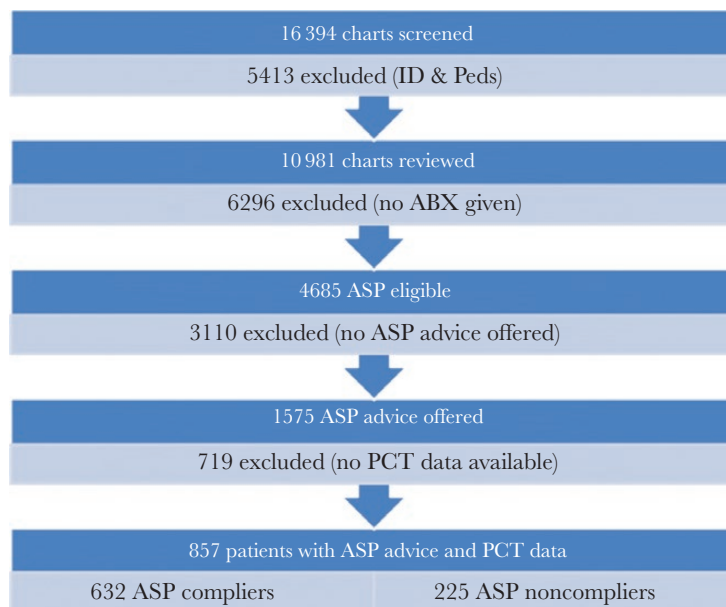 16 394 charts screened
5413 excluded (ID & Peds)
10 981 charts reviewed
6296 excluded (no ABX given)
4685 ASP eligible
3110 excluded (no ASP advice offered)
1575 ASP advice offered
719 excluded (no PCT data available)
857 patients with ASP advice and PCT data
632 ASP compliers 225 ASP noncompliers